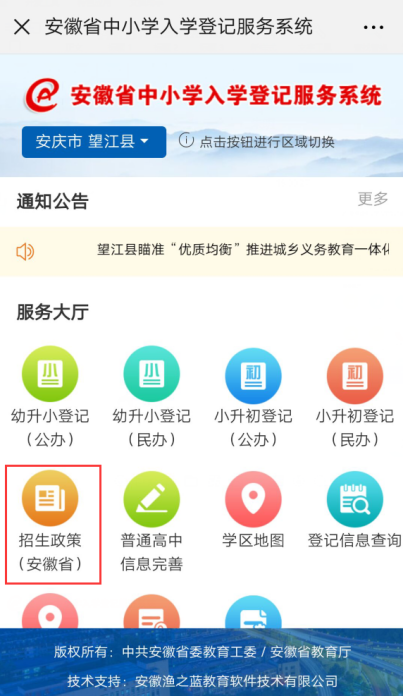 安徽省中小学入学登记服务系统
安徽省中小学入学登记服务系统
安庆市 望江县
点击按钮进行区域切换
通知公告
更多
望江县瞄准“优质均衡”推进城乡义务教育一体化
服务大厅
小
小
初
初
幼升小登记
（公办）
幼升小登记
（民办）
小升初登记
（公办）
小升初登记
（民办）
招生政策
（安徽省）
普通高中
信息完善
学区地图
登记信息查询
版权所有：中共安徽省委教育工委 / 安徽省教育厅
技术支持：安徽渔之蓝教育软件技术有限公司